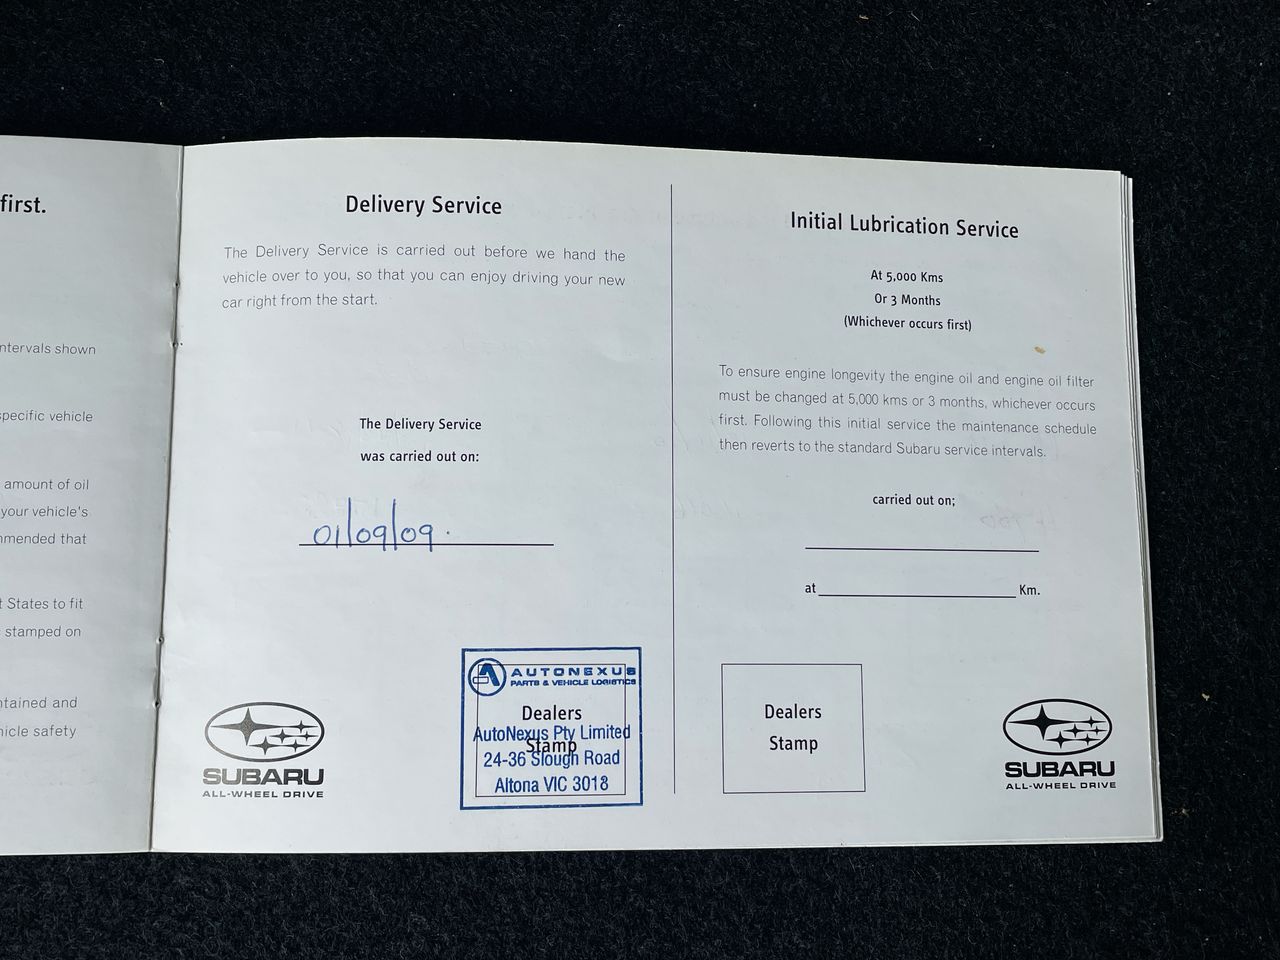 first.
ntervals shown
specific vehicle
amount of oil
your vehicle's
nmended that
t States to fit
stamped on
ntained and
hicle safety
Delivery Service
The Delivery Service is carried out before we hand the
vehicle over to you, so that you can enjoy driving your new
car right from the start.
The Delivery Service
was carried out on:
01/09/09.
SUBARU
ALL-WHEEL DRIVE
AUTONEXUS
PARTS & VEHICLE LOGISTICS
Dealers
AutoNexus Pty Limited
Stamp
24-36 Slough Road
Altona VIC 3018
Initial Lubrication Service
At 5,000 Kms
Or 3 Months
(Whichever occurs first)
To ensure engine longevity the engine oil and engine oil filter
must be changed at 5,000 kms or 3 months, whichever occurs
first. Following this initial service the maintenance schedule
then reverts to the standard Subaru service intervals.
carried out on;
at Km.
Dealers
Stamp
SUBARU
ALL-WHEEL DRIVE